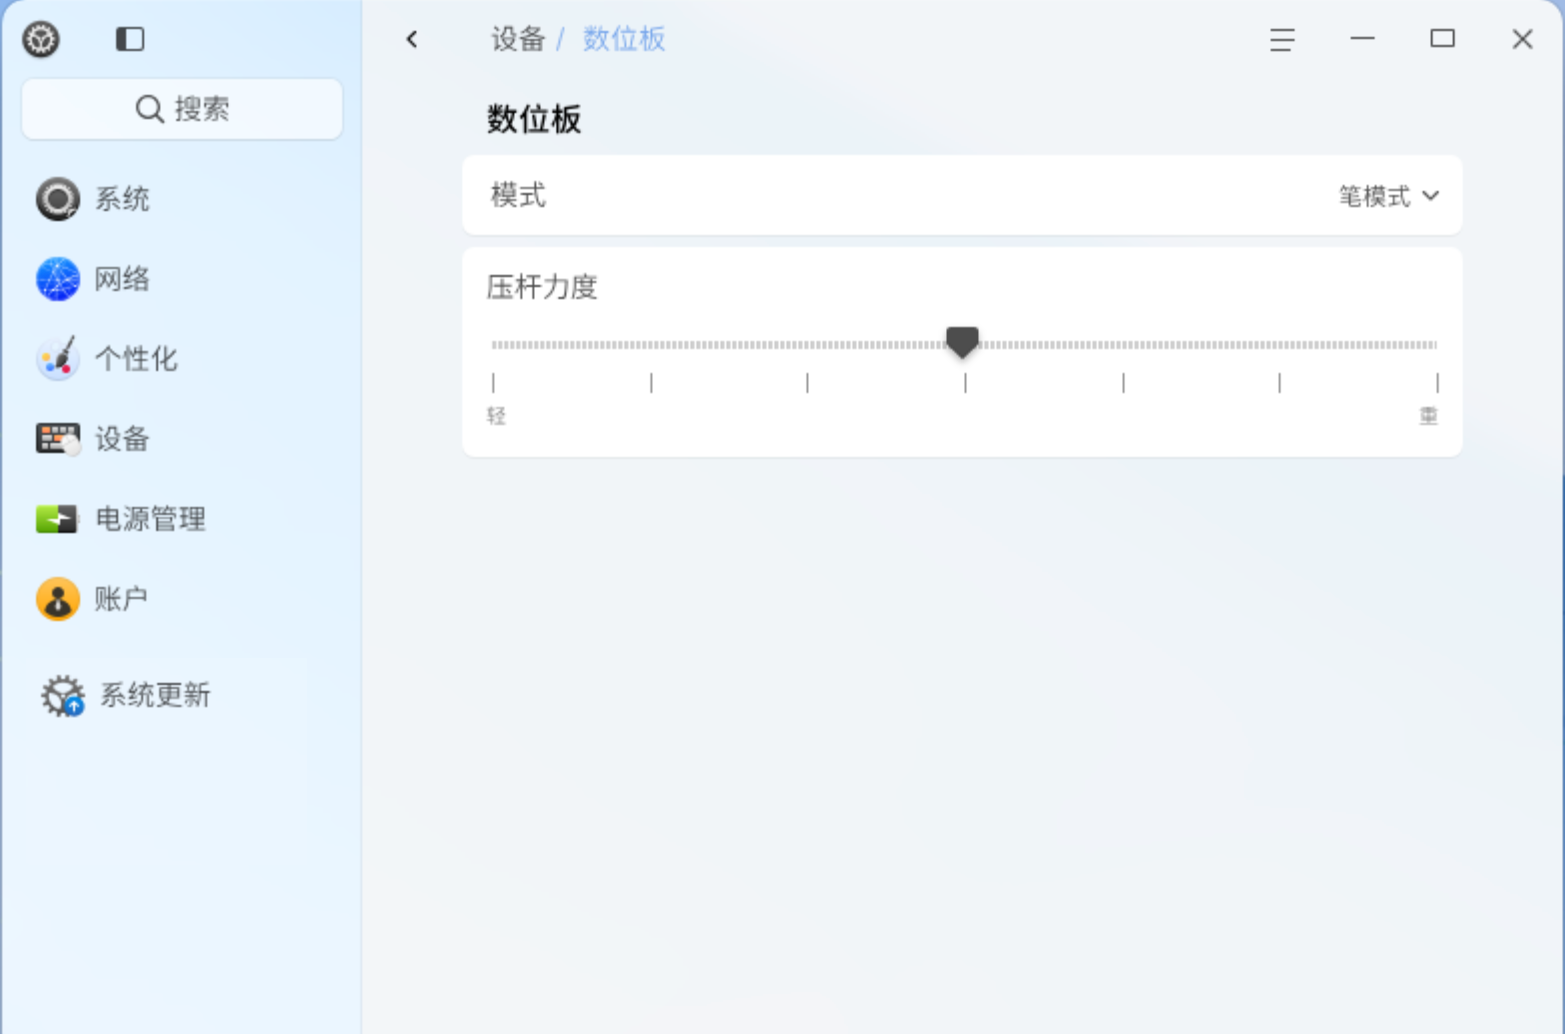 搜索
系统
网络
个性化
设备
电源管理
账户
系统更新
设备 / 数位板
数位板
模式
笔模式
压杆力度
轻
重